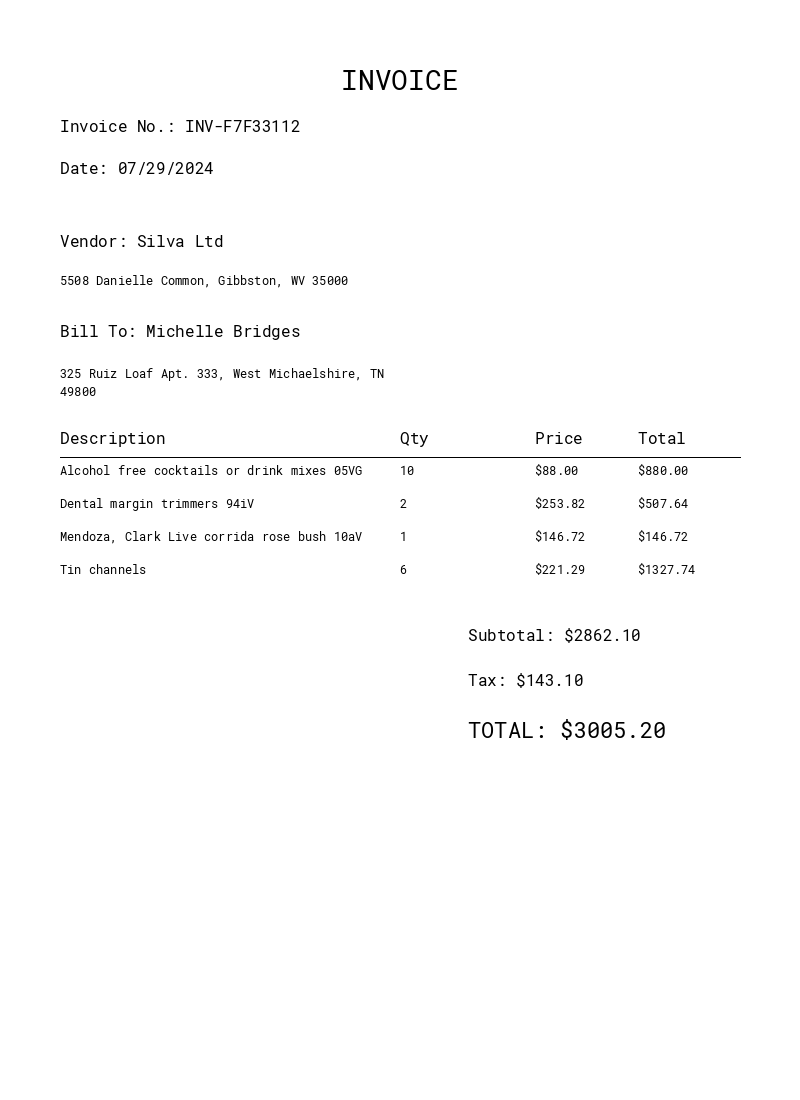 INVOICE
Invoice No.: INV-F7F33112
Date: 07/29/2024
Vendor: Silva Ltd
5508 Danielle Common, Gibbston, WV 35000
Bill To: Michelle Bridges
325 Ruiz Loaf Apt. 333, West Michaelshire, TN
49800
Description Qty Price Total
Alcohol free cocktails or drink mixes 05VG 10 $88.00 $880.00
Dental margin trimmers 94iV 2 $253.82 $507.64
Mendoza, Clark Live corrida rose bush 10aV 1 $146.72 $146.72
Tin channels 6 $221.29 $1327.74
Subtotal: $2862.10
Tax: $143.10
TOTAL: $3005.20